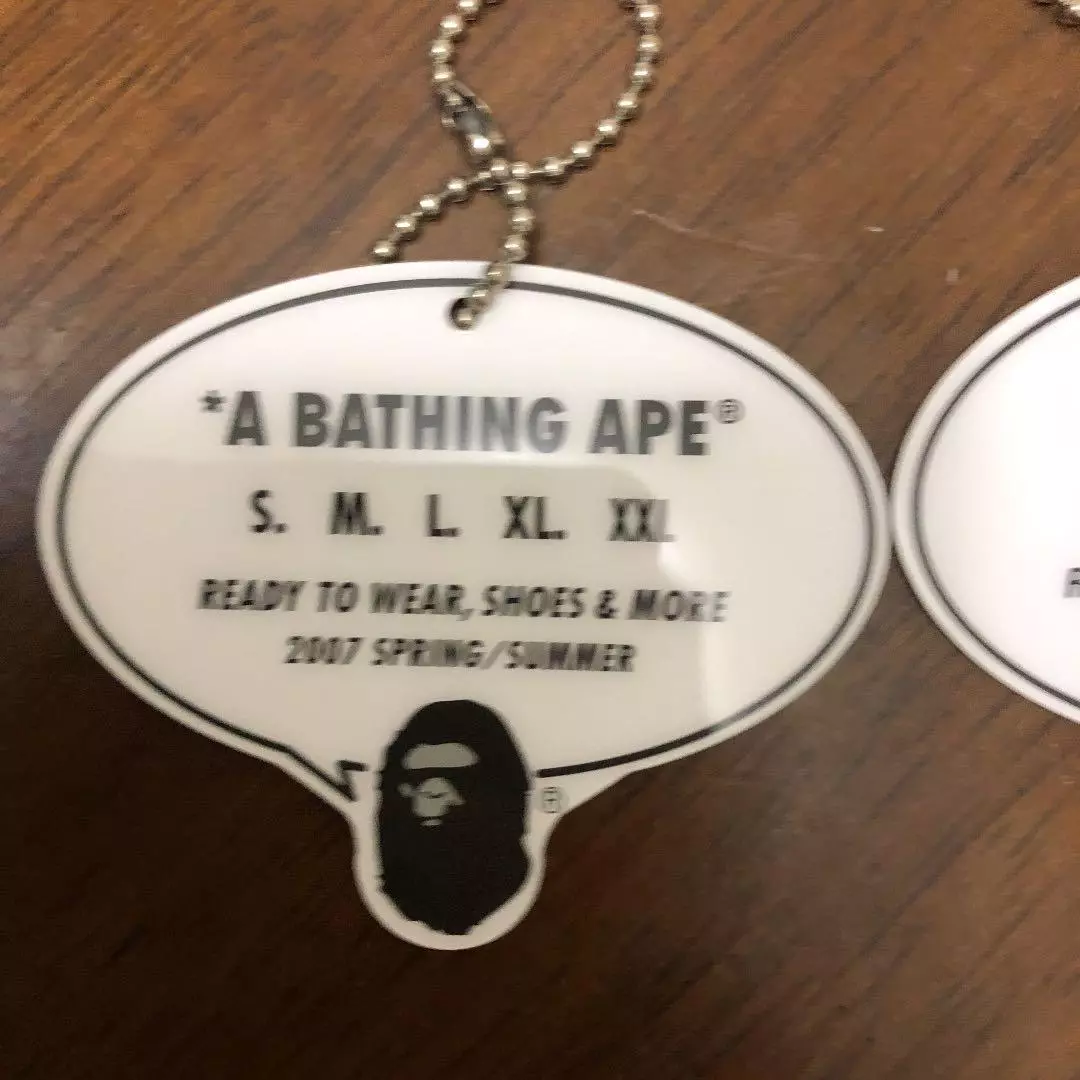 *A BATHING APE®
S. M. L. XL. XXL.
READY TO WEAR, SHOES & MORE
2007 SPRING/SUMMER
®